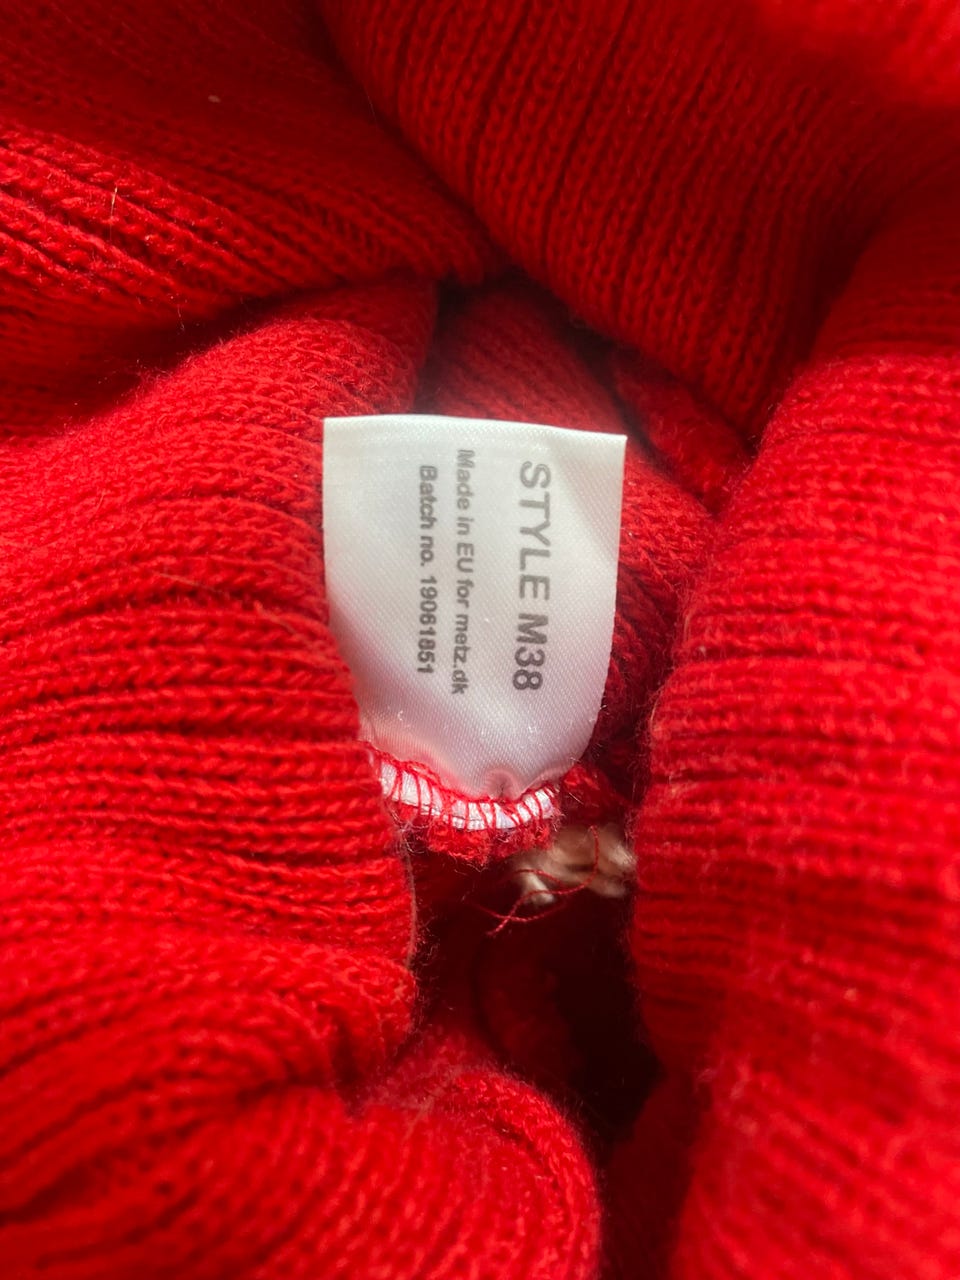 STYLE M38
Made in EU for metz.dk
Batch no. 19061851